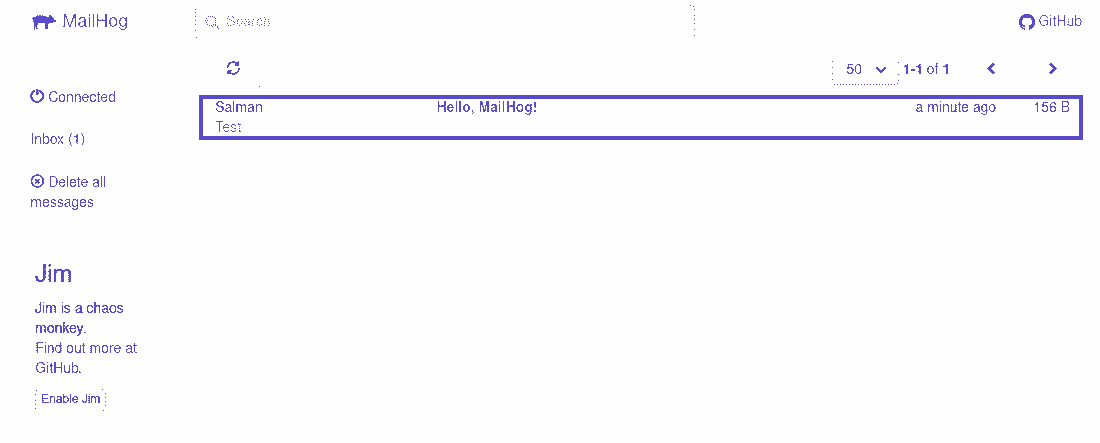 MailHog
Search
GitHub
50
1-1 of 1
Connected
Inbox (1)
Delete all
messages
Salman
Hello, MailHog!
a minute ago
156 B
Test
Jim
Jim is a chaos
monkey.
Find out more at
GitHub.
Enable Jim